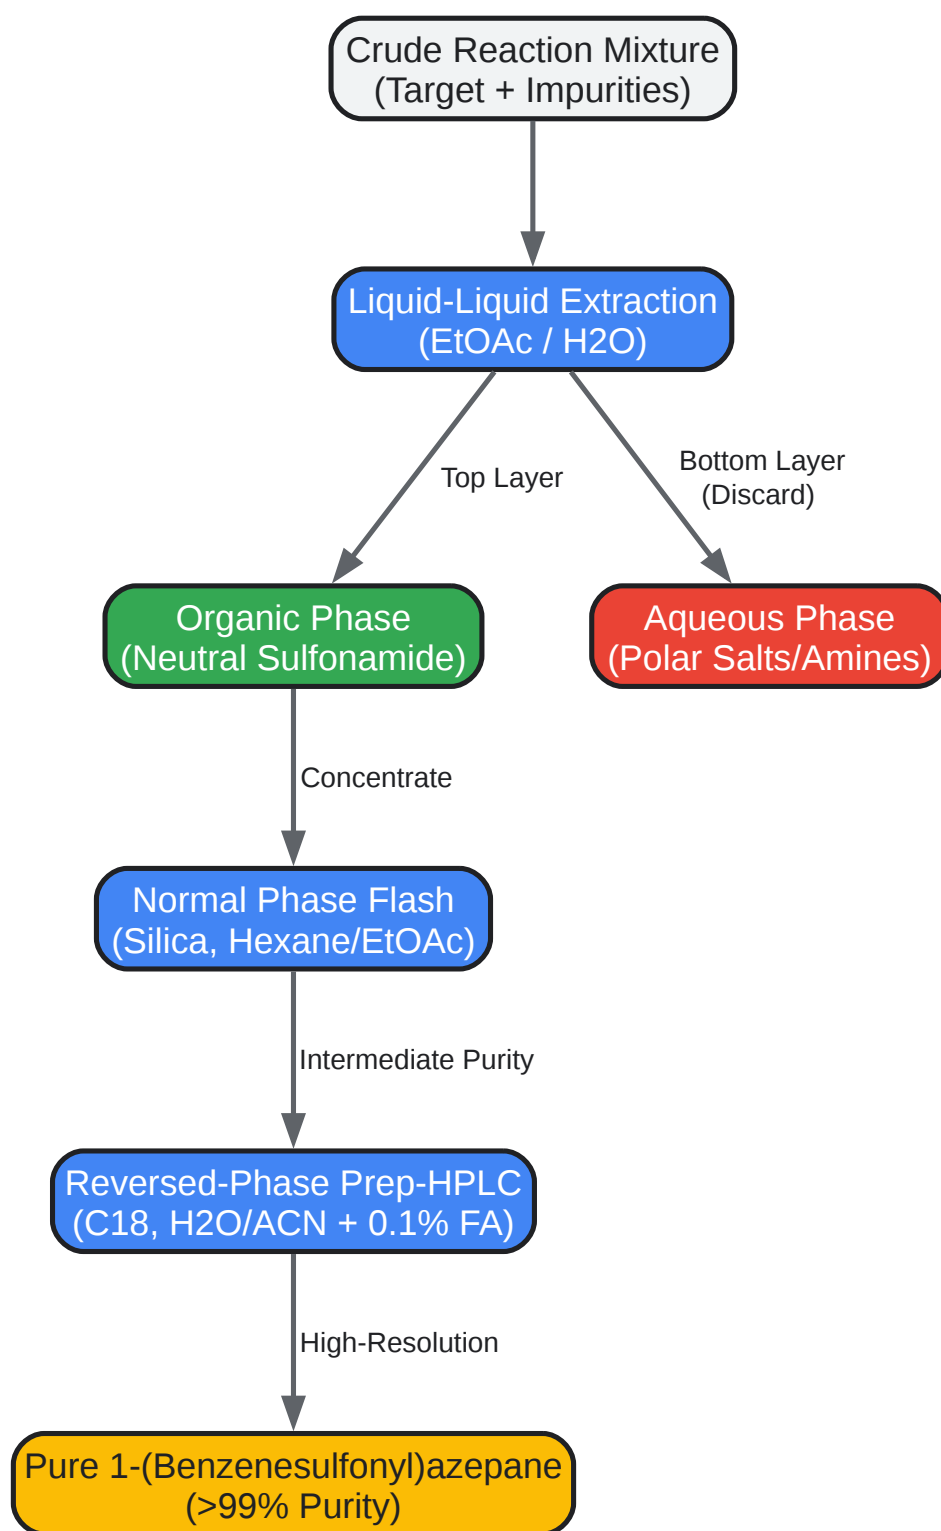 Crude Reaction Mixture
(Target + Impurities)
Liquid-Liquid Extraction
(EtOAc / H2O)
Top Layer
Bottom Layer
(Discard)
Organic Phase
(Neutral Sulfonamide)
Aqueous Phase
(Polar Salts/Amines)
Concentrate
Normal Phase Flash
(Silica, Hexane/EtOAc)
Intermediate Purity
Reversed-Phase Prep-HPLC
(C18, H2O/ACN + 0.1% FA)
High-Resolution
Pure 1-(Benzenesulfonyl)azepane
(>99% Purity)